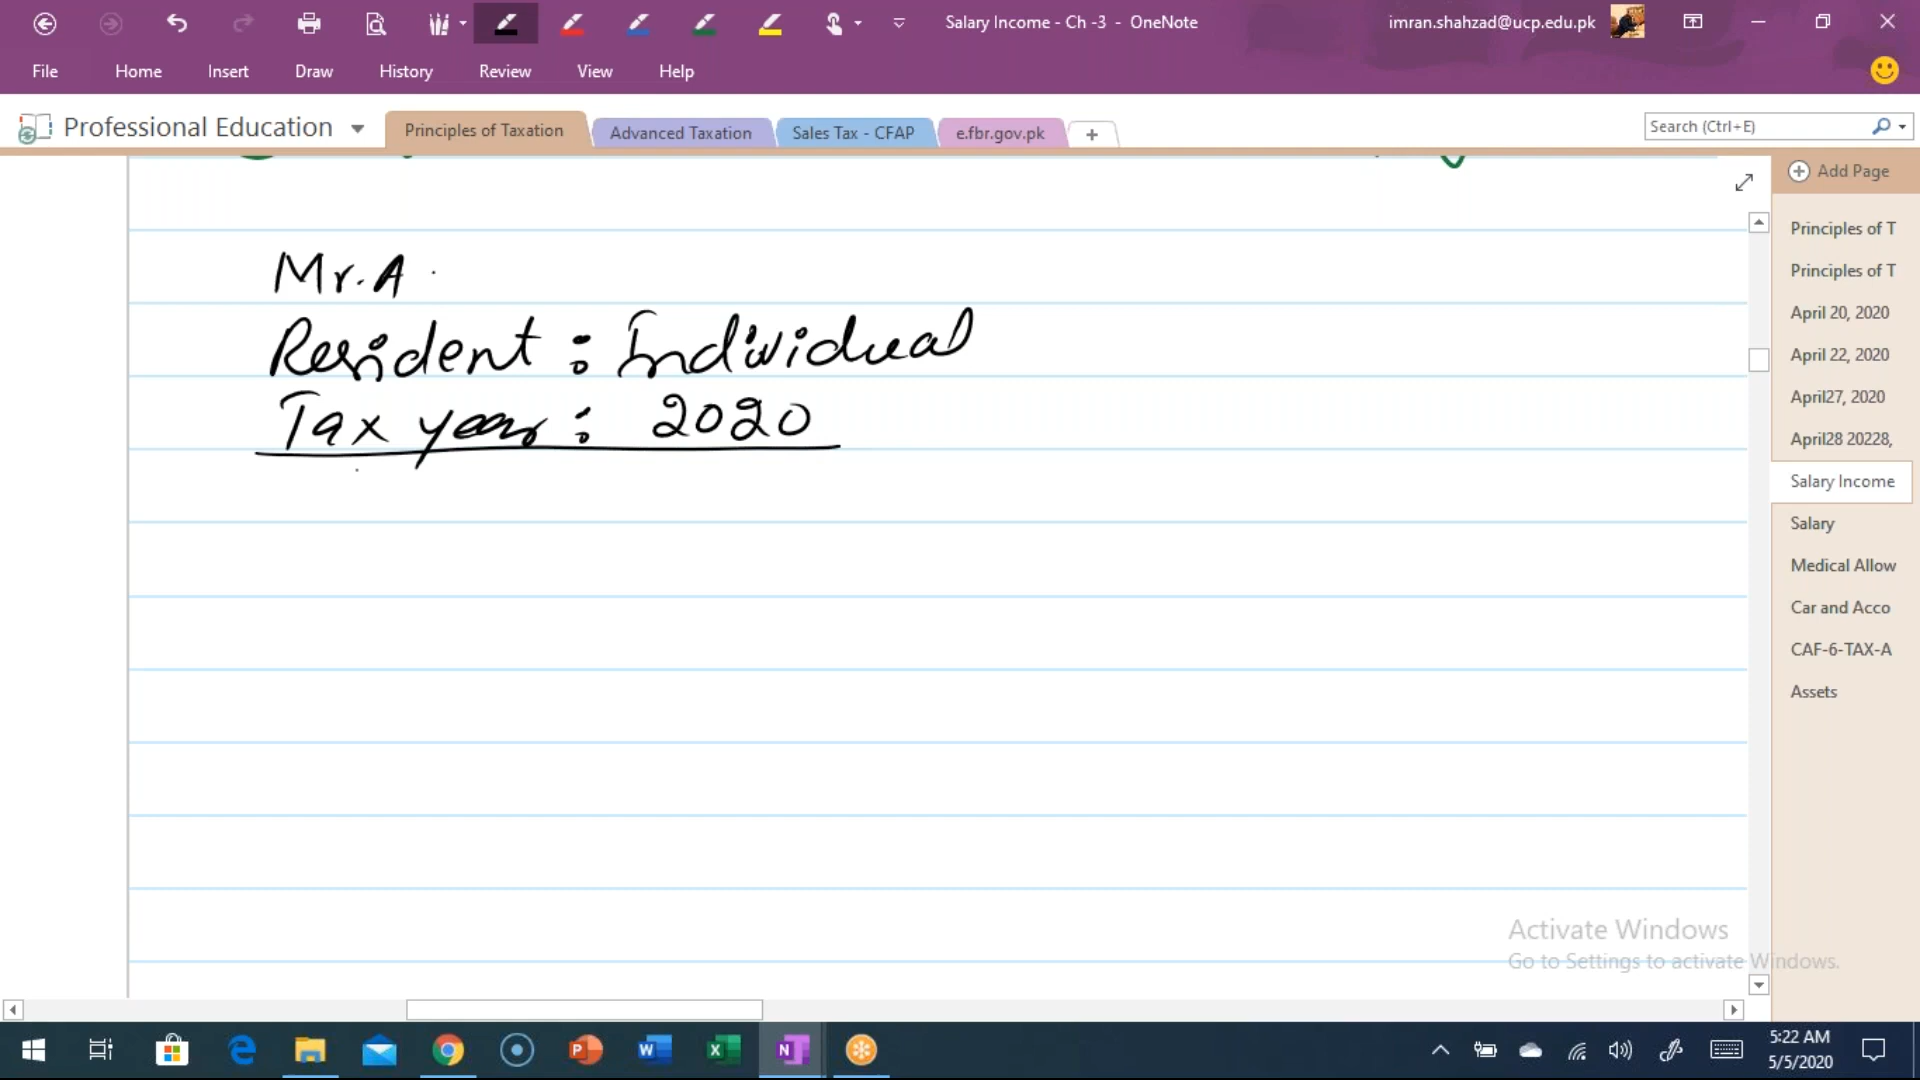 Salary Income - Ch -3 - OneNote
imran.shahzad@ucp.edu.pk
File Home Insert Draw History Review View Help
Professional Education
Principles of Taxation
Advanced Taxation
Sales Tax - CFAP
e.fbr.gov.pk
Search (Ctrl+E)
Add Page
Principles of T
Principles of T
April 20, 2020
April 22, 2020
April27, 2020
April28 20228,
Salary Income
Salary
Medical Allow
Car and Acco
CAF-6-TAX-A
Assets
Mr. A
Resident : Individual
Tax year : 2020
Activate Windows
Go to Settings to activate Windows.
5:22 AM
5/5/2020